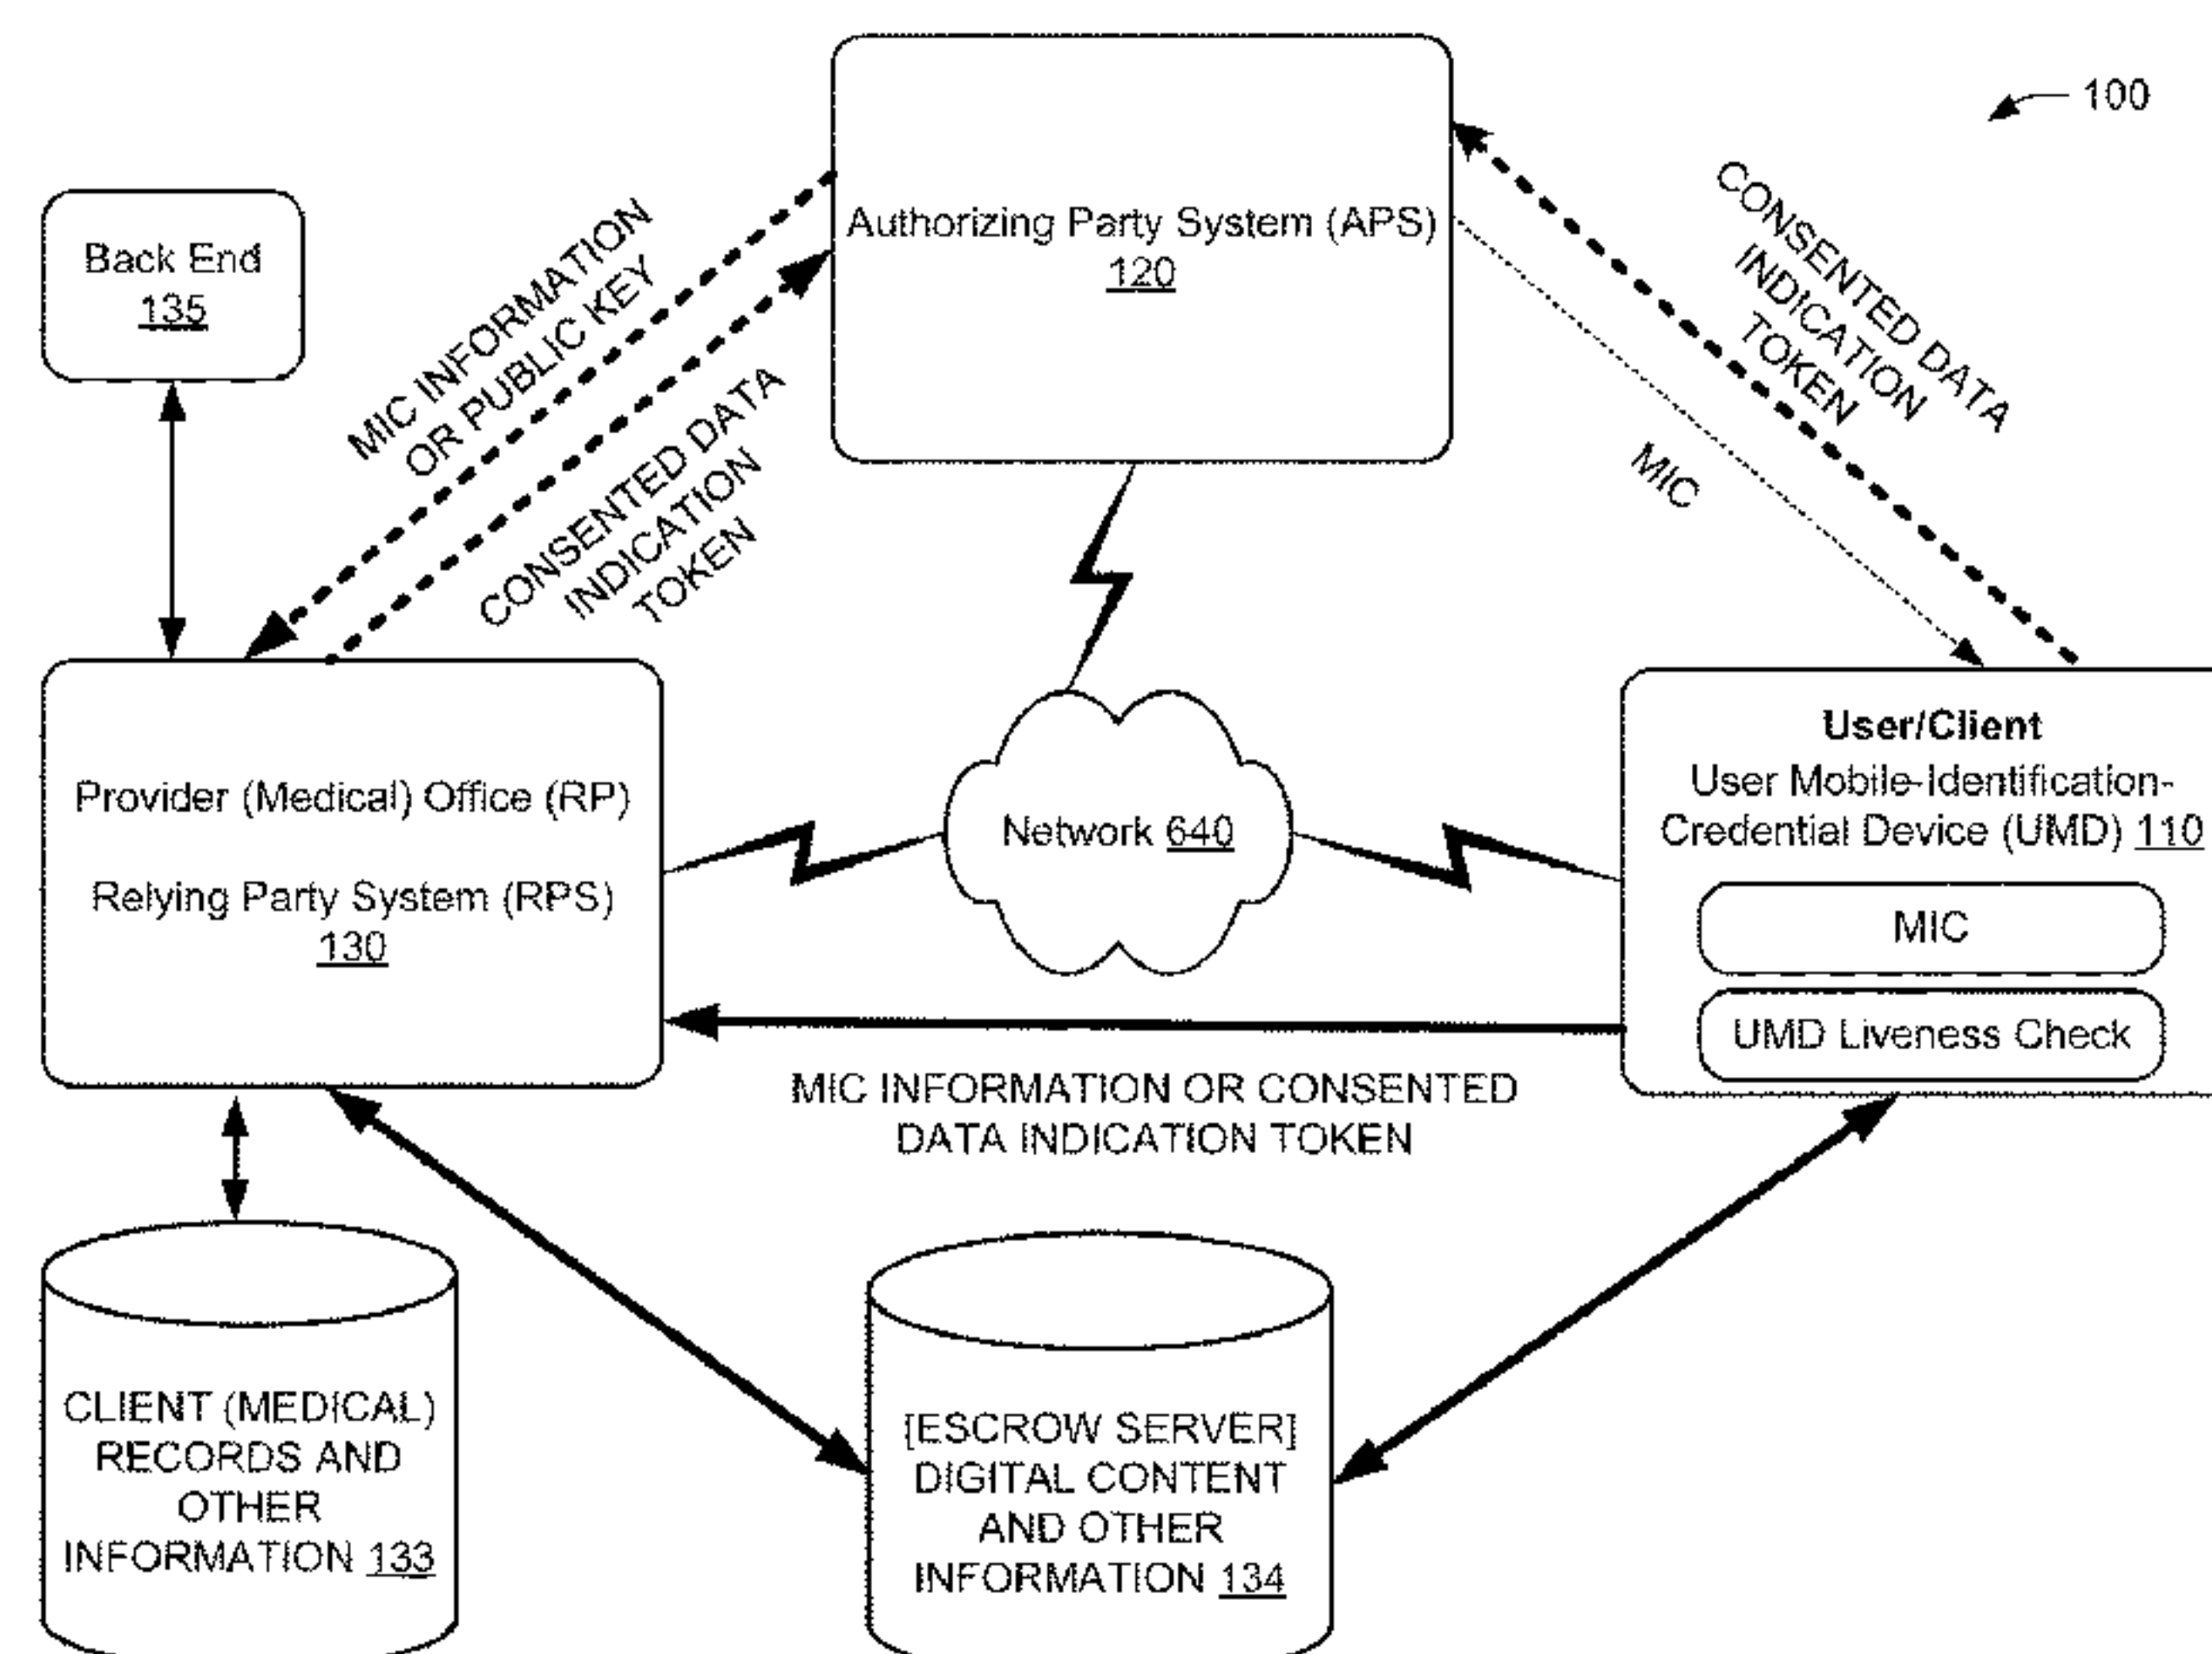 100
Authorizing Party System (APS)
120
Back End
135
MIC INFORMATION
OR PUBLIC KEY
CONSENTED DATA
INDICATION
TOKEN
CONSENTED DATA
INDICATION
TOKEN
MIC
Provider (Medical) Office (RP)
Relying Party System (RPS)
130
Network 640
User/Client
User Mobile-Identification-
Credential Device (UMD) 110
MIC
UMD Liveness Check
MIC INFORMATION OR CONSENTED
DATA INDICATION TOKEN
CLIENT (MEDICAL)
RECORDS AND
OTHER
INFORMATION 133
[ESCROW SERVER]
DIGITAL CONTENT
AND OTHER
INFORMATION 134